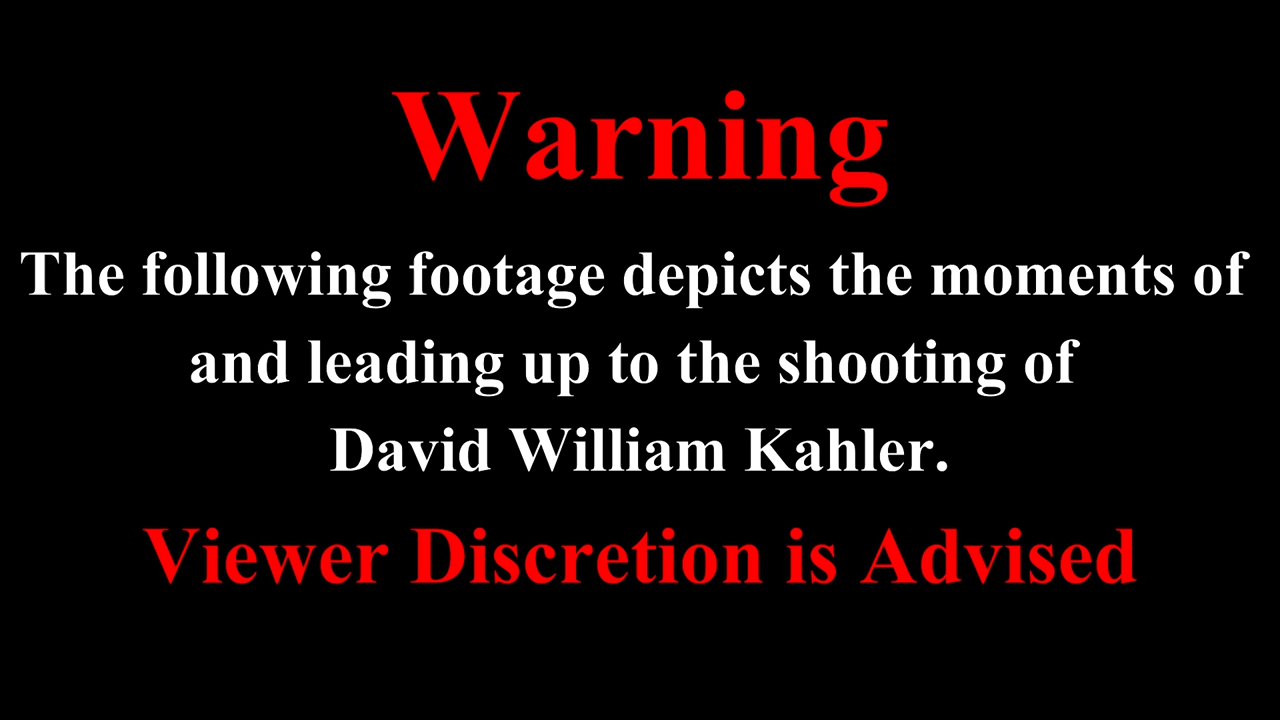 Warning
The following footage depicts the moments of
and leading up to the shooting of
David William Kahler.
Viewer Discretion is Advised